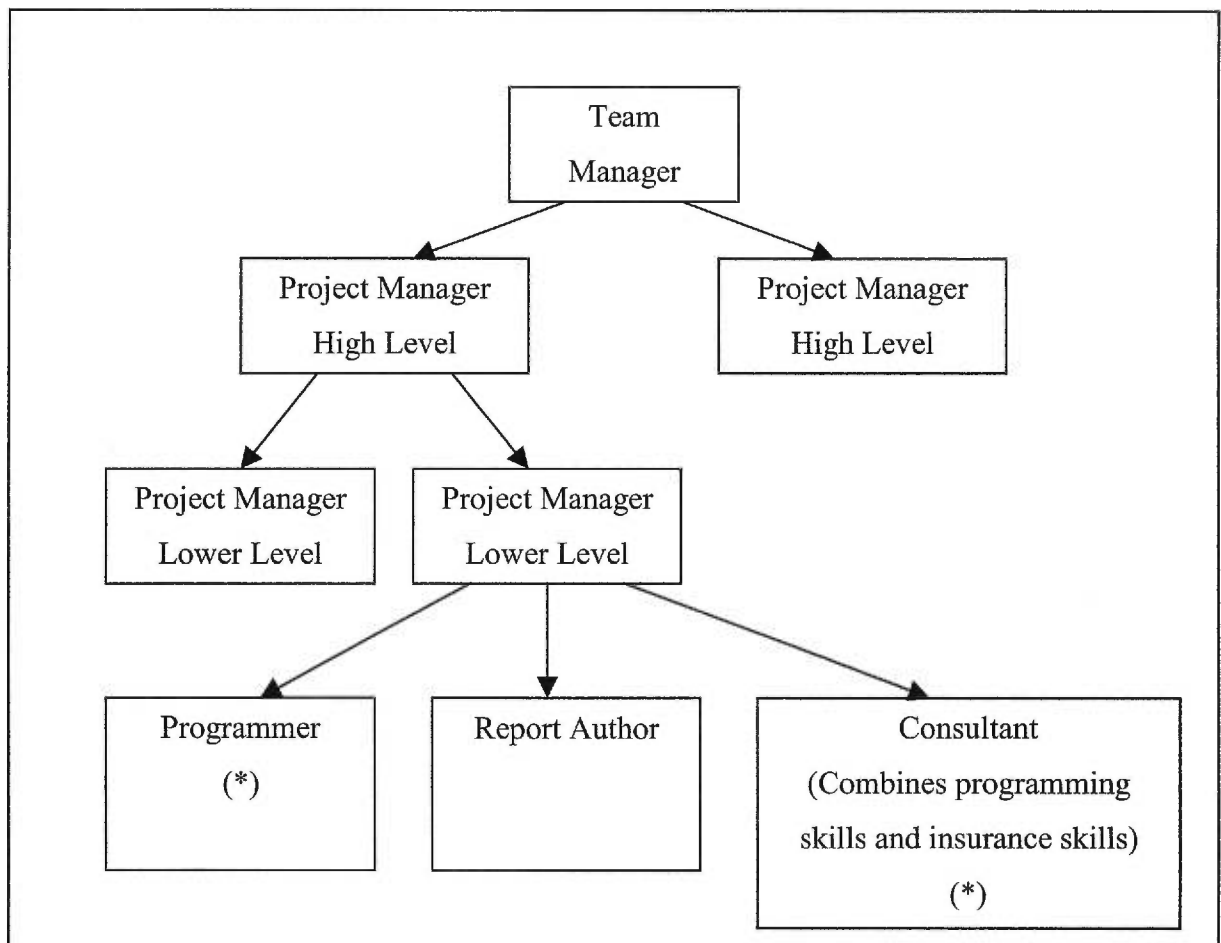 Team
Manager
Project Manager
High Level
Project Manager
High Level
Project Manager
Lower Level
Project Manager
Lower Level
Programmer
(*)
Report Author
Consultant
(Combines programming
skills and insurance skills)
(*)